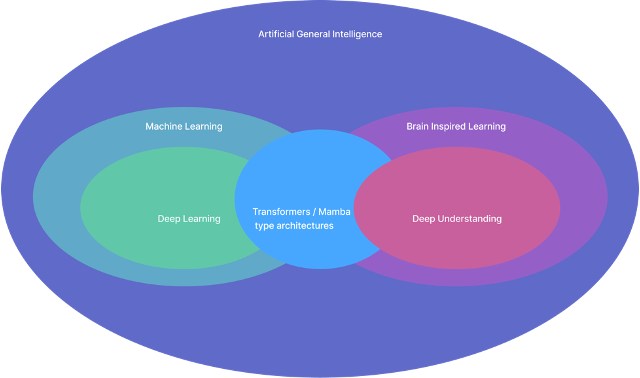 Artificial General Intelligence
Machine Learning
Brain Inspired Learning
Transformers / Mamba
type architectures
Deep Learning
Deep Understanding